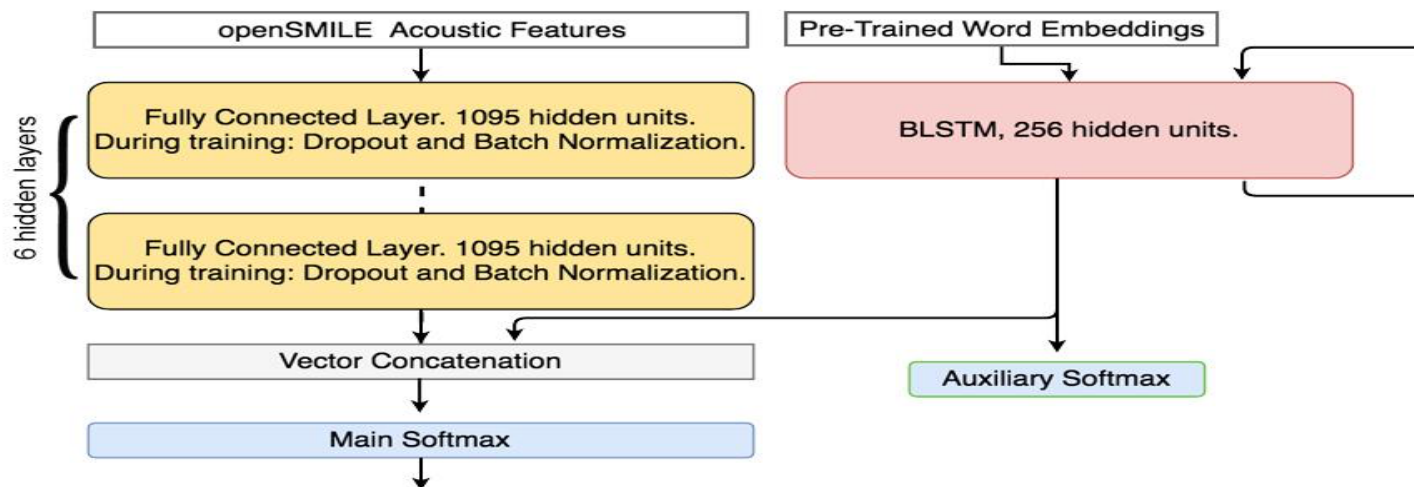 openSMILE Acoustic Features
Pre-Trained Word Embeddings
6 hidden layers
Fully Connected Layer. 1095 hidden units.
During training: Dropout and Batch Normalization.
BLSTM, 256 hidden units.
Fully Connected Layer. 1095 hidden units.
During training: Dropout and Batch Normalization.
Vector Concatenation
Auxiliary Softmax
Main Softmax